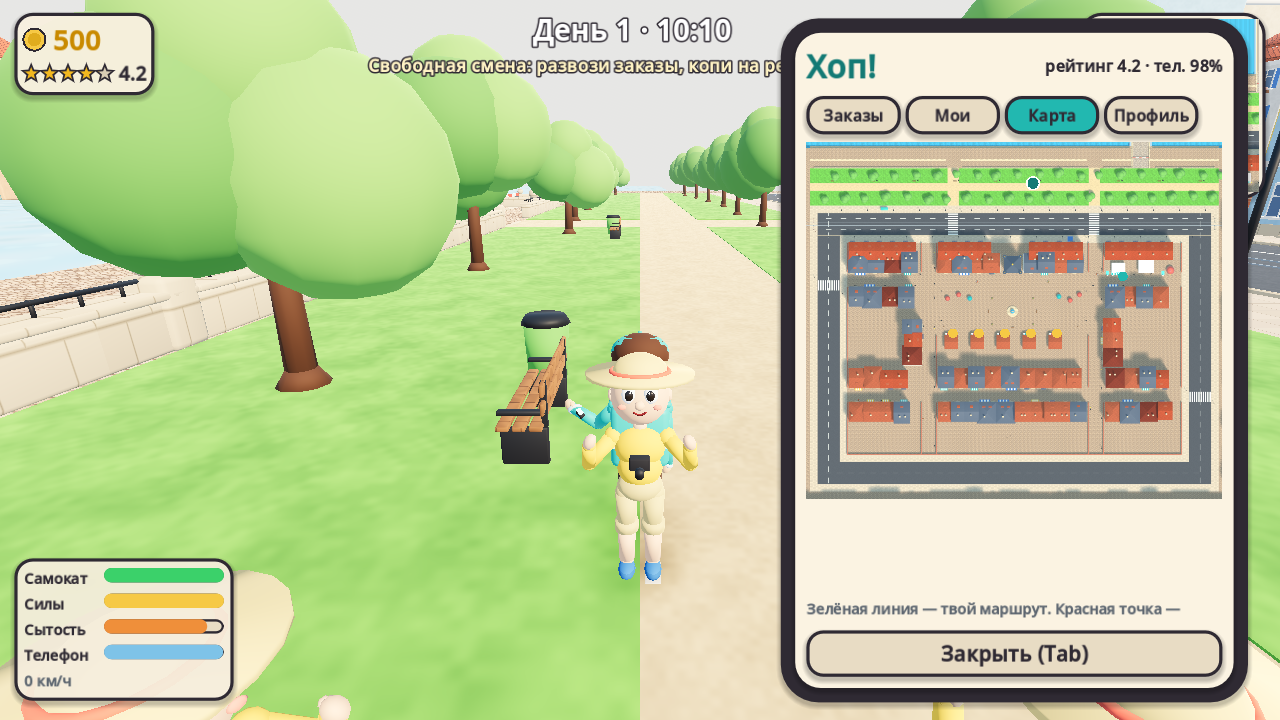 500
4.2
День 1 · 10:10
Свободная смена: развози заказы, копи на ре
Хоп!
рейтинг 4.2 · тел. 98%
Заказы
Мои
Карта
Профиль
Зелёная линия — твой маршрут. Красная точка —
Закрыть (Tab)
Самокат
Силы
Сытость
Телефон
0 км/ч